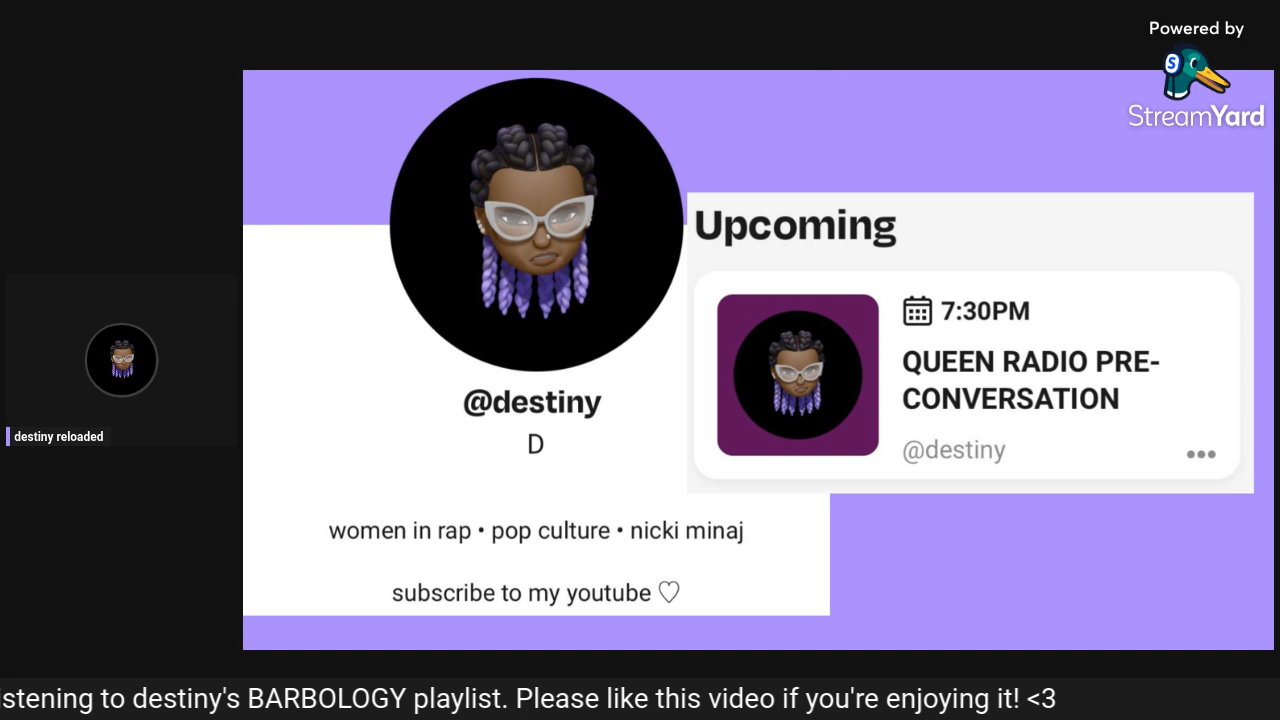 Powered by
S
StreamYard
Upcoming
7:30PM
QUEEN RADIO PRE-
CONVERSATION
@destiny
@destiny
D
women in rap • pop culture • nicki minaj
subscribe to my youtube ♡
destiny reloaded
istening to destiny's BARBOLOGY playlist. Please like this video if you're enjoying it! <3